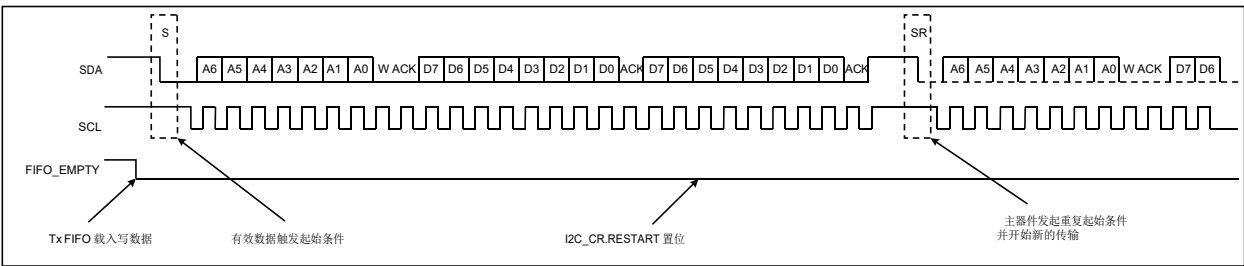 S SR
SDA A6 A5 A4 A3 A2 A1 A0 W ACK D7 D6 D5 D4 D3 D2 D1 D0 ACK D7 D6 D5 D4 D3 D2 D1 D0 ACK A6 A5 A4 A3 A2 A1 A0 W ACK D7 D6
SCL
FIFO_EMPTY
Tx FIFO 载入写数据
有效数据触发起始条件
I2C_CR.RESTART 置位
主器件发起重复起始条件
并开始新的传输